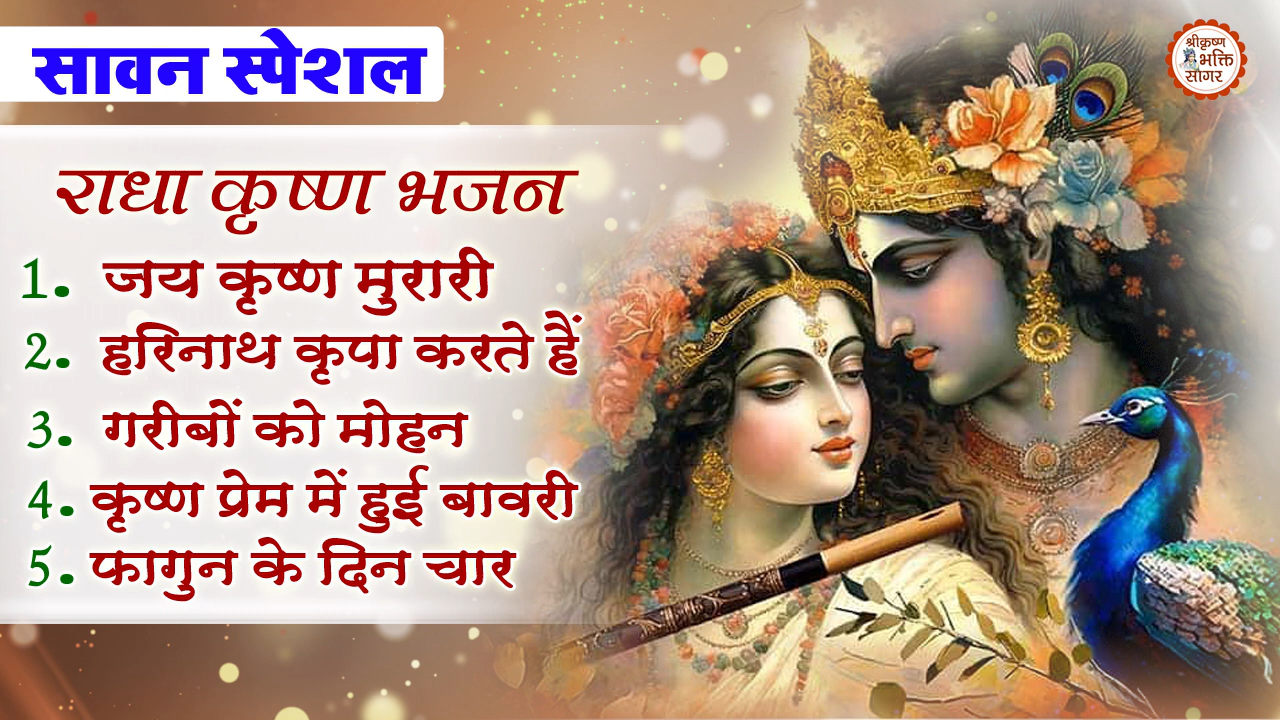 सावन स्पेशल
श्रीकृष्ण
भक्ति
सागर
राधा कृष्ण भजन
1. जय कृष्ण मुरारी
2. हरिनाथ कृपा करते हैं
3. गरीबों को मोहन
4. कृष्ण प्रेम में हुई बावरी
5. फागुन के दिन चार